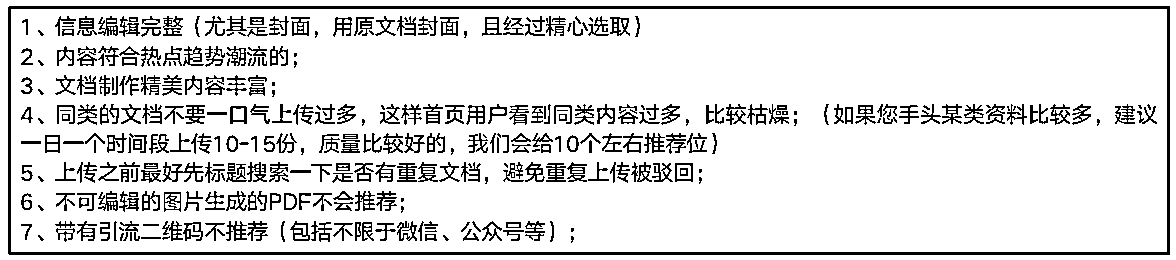 1、信息编辑完整（尤其是封面，用原文档封面，且经过精心选取）
2、内容符合热点趋势潮流的；
3、文档制作精美内容丰富；
4、同类的文档不要一口气上传过多，这样首页用户看到同类内容过多，比较枯燥；（如果您手头某类资料比较多，建议
一日一个时间段上传10-15份，质量比较好的，我们会给10个左右推荐位）
5、上传之前最好先标题搜索一下是否有重复文档，避免重复上传被驳回；
6、不可编辑的图片生成的PDF不会推荐；
7、带有引流二维码不推荐（包括不限于微信、公众号等）；